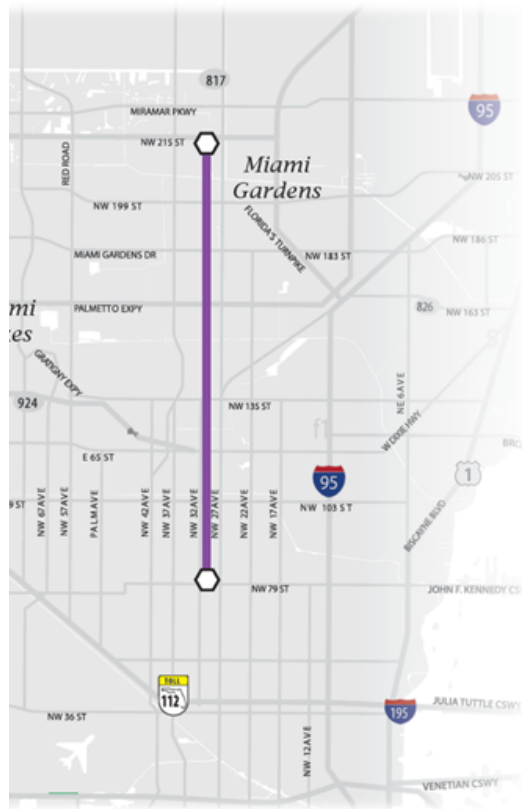 817
MIRAMAR PKWY
95
NW 215 ST
RED ROAD
Miami
Gardens
NW 205 ST
NW 199 ST
FLORIDA'S TURNPIKE
NW 186 ST
MIAMI GARDENS DR
NW 183 ST
mi
es
PALMETTO EXPY
826
NW 163 ST
GRATIGNY EXPY
924
NW 135 ST
NE 6 AVE
W DIXIE HWY
BRO
E 65 ST
95
1
9 ST
NW 67 AVE
NW 57 AVE
PALM AVE
NW 42 AVE
NW 37 AVE
NW 32 AVE
NW 27 AVE
NW 22 AVE
NW 17 AVE
NW 103 ST
BISCAYNE BLVD
NW 79 ST
JOHN F. KENNEDY CS
TOLL
112
NW 36 ST
195
JULIA TUTTLE CSWY
NW 12 AVE
VENETIAN CSWY